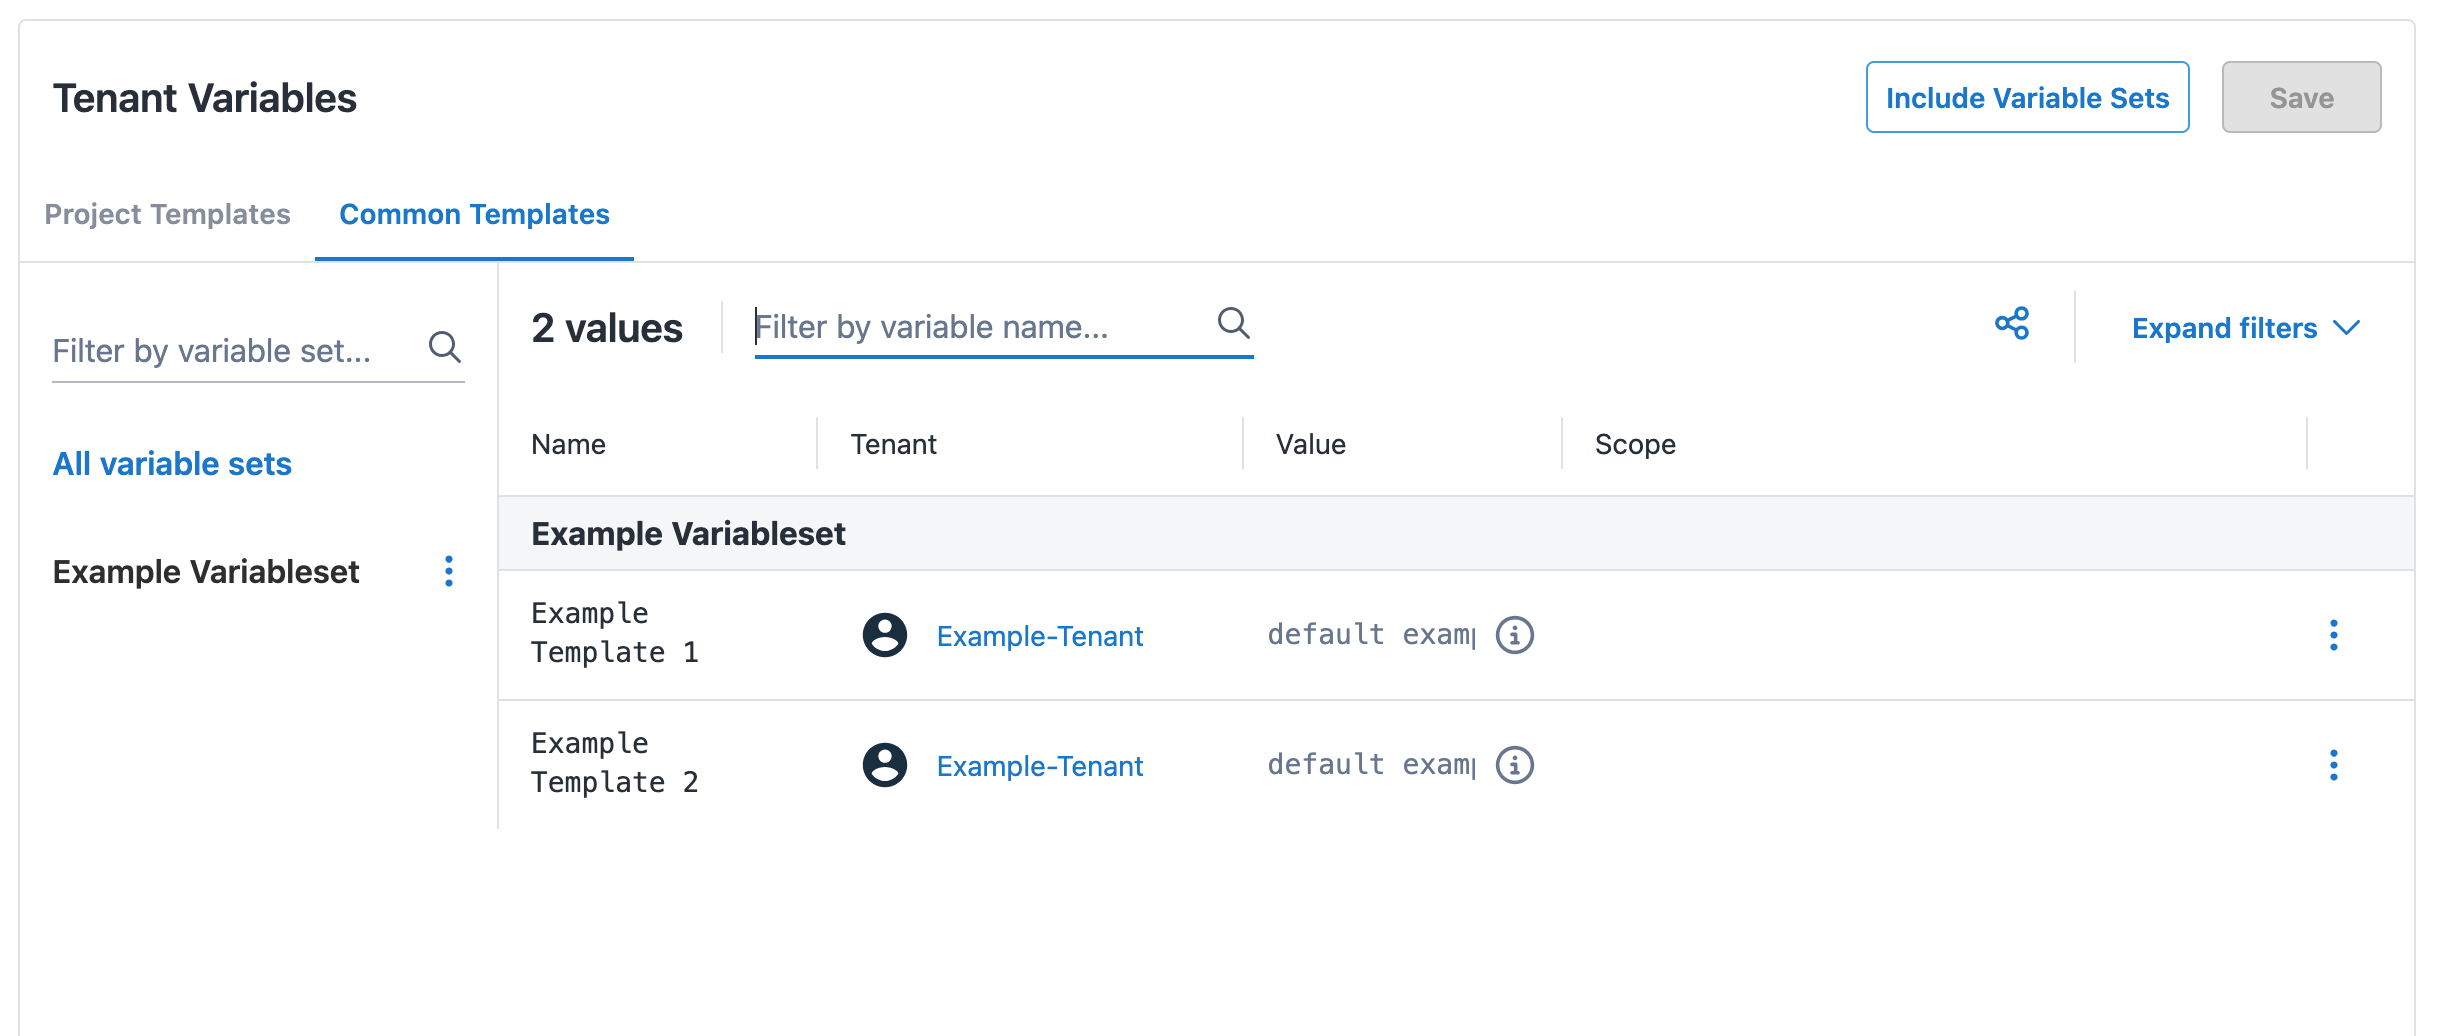 Tenant Variables
Include Variable Sets
Save
Project Templates
Common Templates
Filter by variable set...
All variable sets
Example Variableset
2 values
Filter by variable name...
Expand filters
Name
Tenant
Value
Scope
Example Variableset
Example
Template 1
Example-Tenant
default exam
Example
Template 2
Example-Tenant
default exam